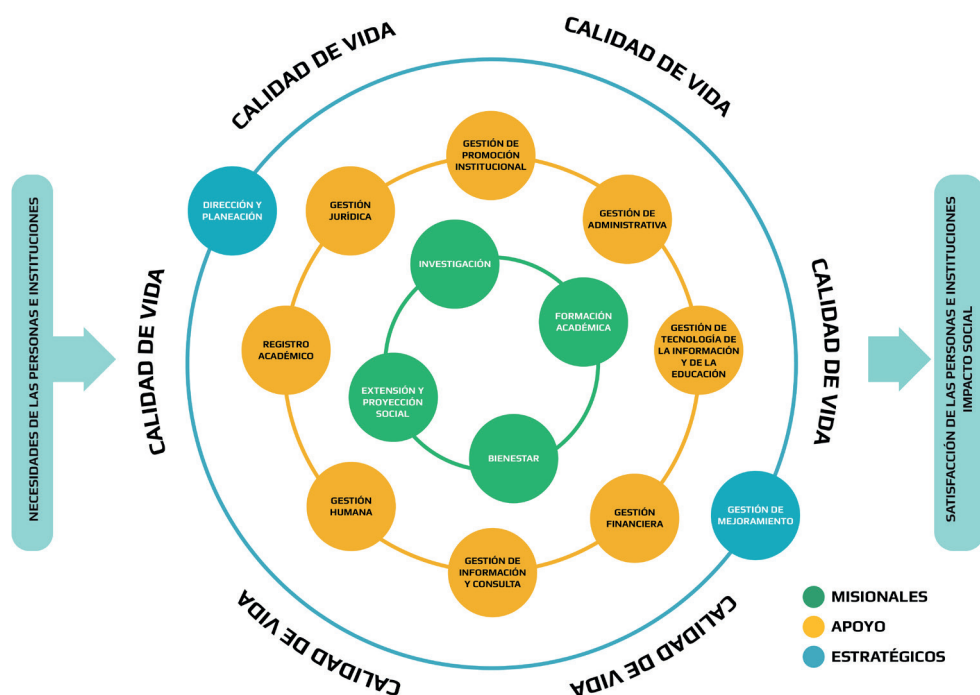 CALIDAD DE VIDA
CALIDAD DE VIDA
NECESIDADES DE LAS PERSONAS E INSTITUCIONES
DIRECCIÓN Y
PLANEACIÓN
GESTIÓN
JURÍDICA
GESTIÓN DE
PROMOCIÓN
INSTITUCIONAL
GESTIÓN DE
ADMINISTRATIVA
INVESTIGACIÓN
FORMACIÓN
ACADÉMICA
CALIDAD DE VIDA
REGISTRO
ACADÉMICO
GESTIÓN DE
TECNOLOGÍA DE
LA INFORMACIÓN
Y DE LA
EDUCACIÓN
CALIDAD DE VIDA
SATISFACCIÓN DE LAS PERSONAS E INSTITUCIONES
IMPACTO SOCIAL
EXTENSIÓN Y
PROYECCIÓN
SOCIAL
BIENESTAR
GESTIÓN
HUMANA
GESTIÓN DE
INFORMACIÓN
Y CONSULTA
GESTIÓN
FINANCIERA
GESTIÓN DE
MEJORAMIENTO
CALIDAD DE VIDA
CALIDAD DE VIDA
MISIONALES
APOYO
ESTRATÉGICOS